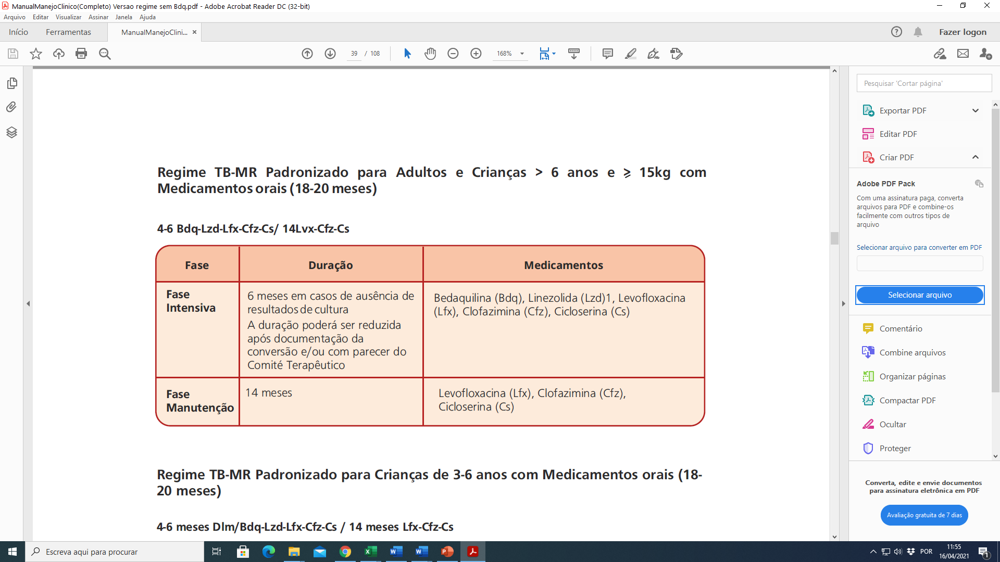 ManualManejoClinico(Completo) Versao regime sem Bdq.pdf - Adobe Acrobat Reader DC (32-bit)
Arquivo Editar Visualizar Assinar Janela Ajuda
Início Ferramentas ManualManejoClini... × Fazer logon
39 / 108 168%
Regime TB-MR Padronizado para Adultos e Crianças > 6 anos e ⩾ 15kg com
Medicamentos orais (18-20 meses)
4-6 Bdq-Lzd-Lfx-Cfz-Cs/ 14Lvx-Cfz-Cs
Fase Duração Medicamentos
Fase
Intensiva
6 meses em casos de ausência de
resultados de cultura
A duração poderá ser reduzida
após documentação da
conversão e/ou com parecer do
Comité Terapêutico
Bedaquilina (Bdq), Linezolida (Lzd)1, Levofloxacina
(Lfx), Clofazimina (Cfz), Cicloserina (Cs)
Fase
Manutenção
14 meses
Levofloxacina (Lfx), Clofazimina (Cfz),
Cicloserina (Cs)
Regime TB-MR Padronizado para Crianças de 3-6 anos com Medicamentos orais (18-
20 meses)
4-6 meses Dlm/Bdq-Lzd-Lfx-Cfz-Cs / 14 meses Lfx-Cfz-Cs
Pesquisar 'Cortar página'
Exportar PDF
Editar PDF
Criar PDF
Adobe PDF Pack
Com uma assinatura paga, converta
arquivos para PDF e combine-os
facilmente com outros tipos de
arquivo
Selecionar arquivo para converter em PDF
Selecionar arquivo
Comentário
Combine arquivos
Organizar páginas
Compactar PDF
Ocultar
Proteger
Converta, edite e envie documentos
para assinatura eletrônica em PDF
Avaliação gratuita de 7 dias
Escreva aqui para procurar
POR
11:55
16/04/2021
1